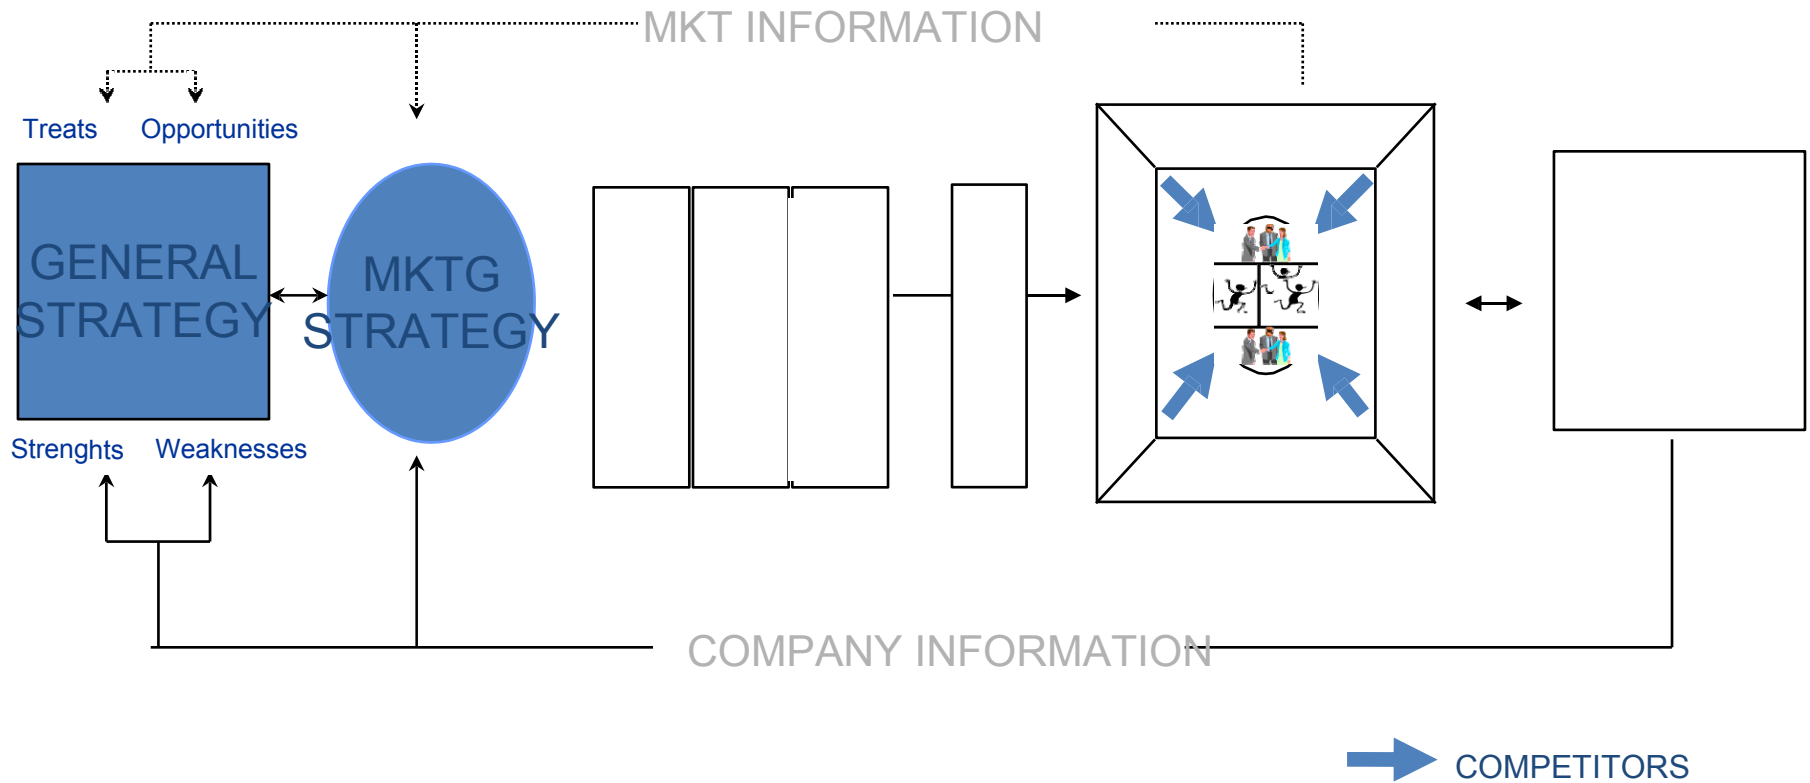 MKT INFORMATION
Treats Opportunities
GENERAL
STRATEGY
MKTG
STRATEGY
Strenghts Weaknesses
COMPANY INFORMATION
COMPETITORS